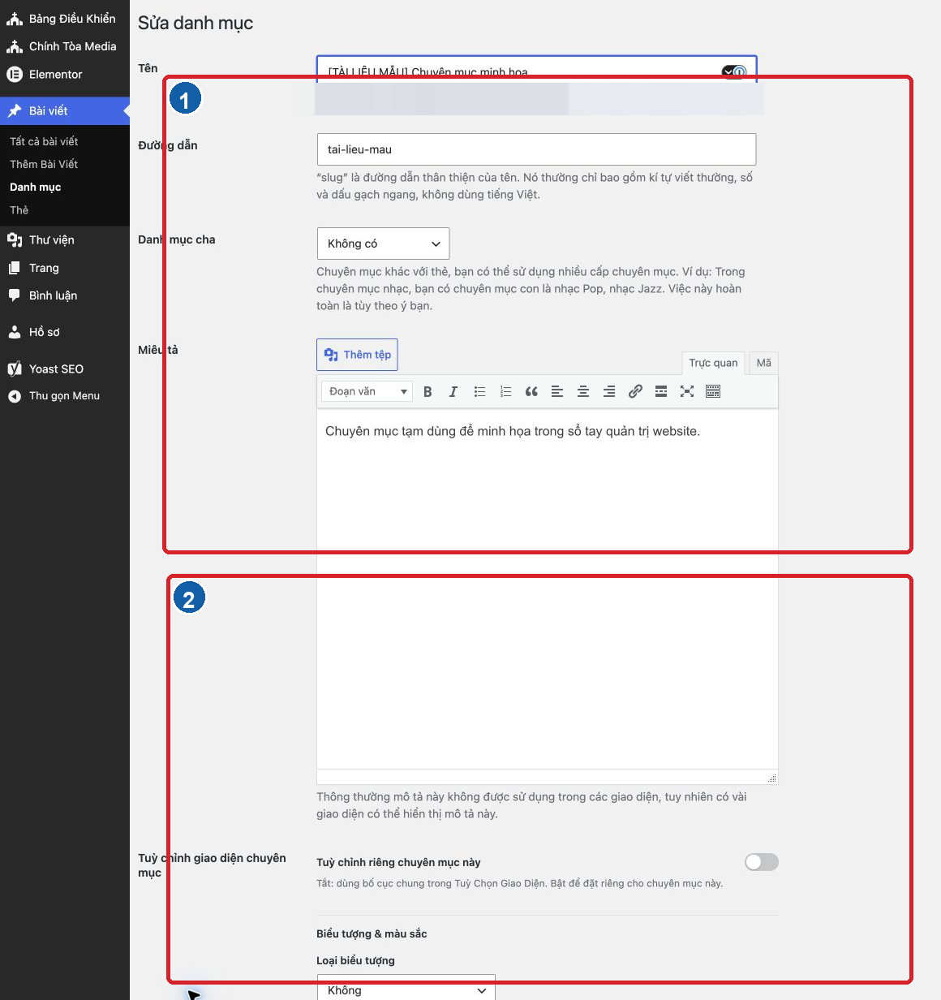 Bảng Điều Khiển
Chính Tòa Media
Elementor
Bài viết
Tất cả bài viết
Thêm Bài Viết
Danh mục
Thẻ
Thư viện
Trang
Bình luận
Hồ sơ
Yoast SEO
Thu gọn Menu
Sửa danh mục
Tên
[TÀI LIỆU MẪU] Chuyên mục minh họa
1
Đường dẫn
tai-lieu-mau
“slug” là đường dẫn thân thiện của tên. Nó thường chỉ bao gồm kí tự viết thường, số
và dấu gạch ngang, không dùng tiếng Việt.
Danh mục cha
Không có
Chuyên mục khác với thẻ, bạn có thể sử dụng nhiều cấp chuyên mục. Ví dụ: Trong
chuyên mục nhạc, bạn có chuyên mục con là nhạc Pop, nhạc Jazz. Việc này hoàn
toàn là tùy theo ý bạn.
Miêu tả
Thêm tệp
Trực quan
Mã
Đoạn văn
Chuyên mục tạm dùng để minh họa trong sổ tay quản trị website.
2
Thông thường mô tả này không được sử dụng trong các giao diện, tuy nhiên có vài
giao diện có thể hiển thị mô tả này.
Tuỳ chỉnh giao diện chuyên
mục
Tuỳ chỉnh riêng chuyên mục này
Tắt: dùng bố cục chung trong Tuỳ Chọn Giao Diện. Bật để đặt riêng cho chuyên mục này.
Biểu tượng & màu sắc
Loại biểu tượng
Không